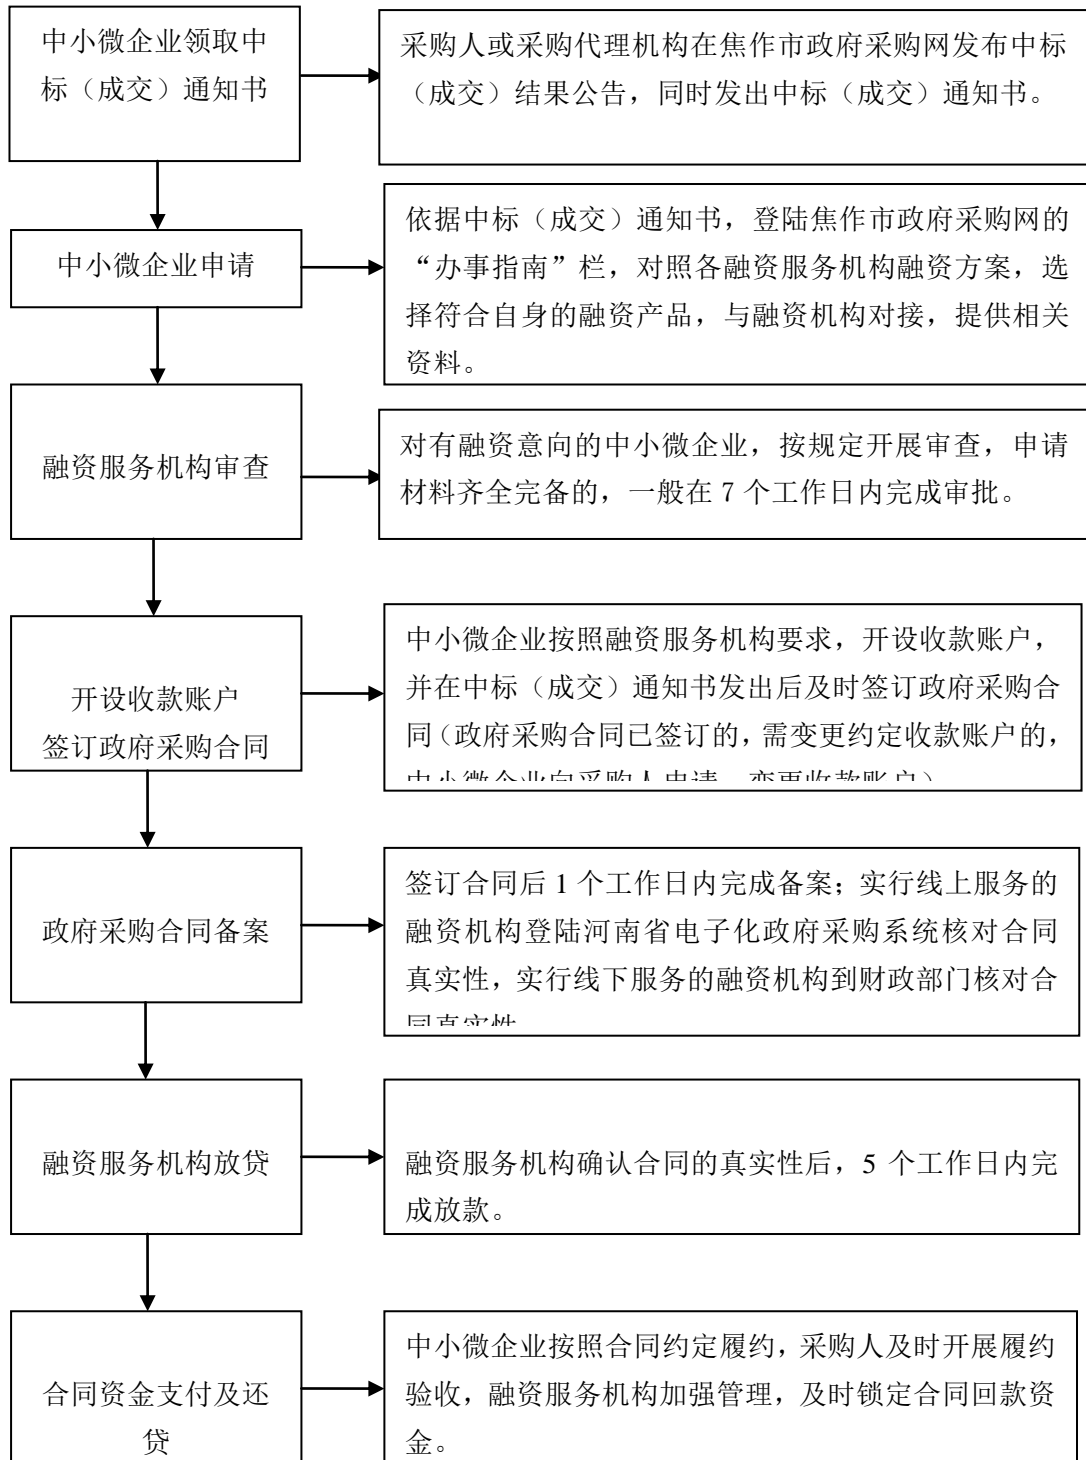 中小微企业领取中
标（成交）通知书
采购人或采购代理机构在焦作市政府采购网发布中标
（成交）结果公告，同时发出中标（成交）通知书。
中小微企业申请
依据中标（成交）通知书，登陆焦作市政府采购网的
“办事指南”栏，对照各融资服务机构融资方案，选
择符合自身的融资产品，与融资机构对接，提供相关
资料。
融资服务机构审查
对有融资意向的中小微企业，按规定开展审查，申请
材料齐全完备的，一般在 7 个工作日内完成审批。
开设收款账户
签订政府采购合同
中小微企业按照融资服务机构要求，开设收款账户，
并在中标（成交）通知书发出后及时签订政府采购合
同（政府采购合同已签订的，需变更约定收款账户的，
中小微企业向采购人申请，变更收款账户）
政府采购合同备案
签订合同后 1 个工作日内完成备案；实行线上服务的
融资机构登陆河南省电子化政府采购系统核对合同
真实性，实行线下服务的融资机构到财政部门核对合
同真实性
融资服务机构放贷
融资服务机构确认合同的真实性后，5 个工作日内完
成放款。
合同资金支付及还
贷
中小微企业按照合同约定履约，采购人及时开展履约
验收，融资服务机构加强管理，及时锁定合同回款资
金。